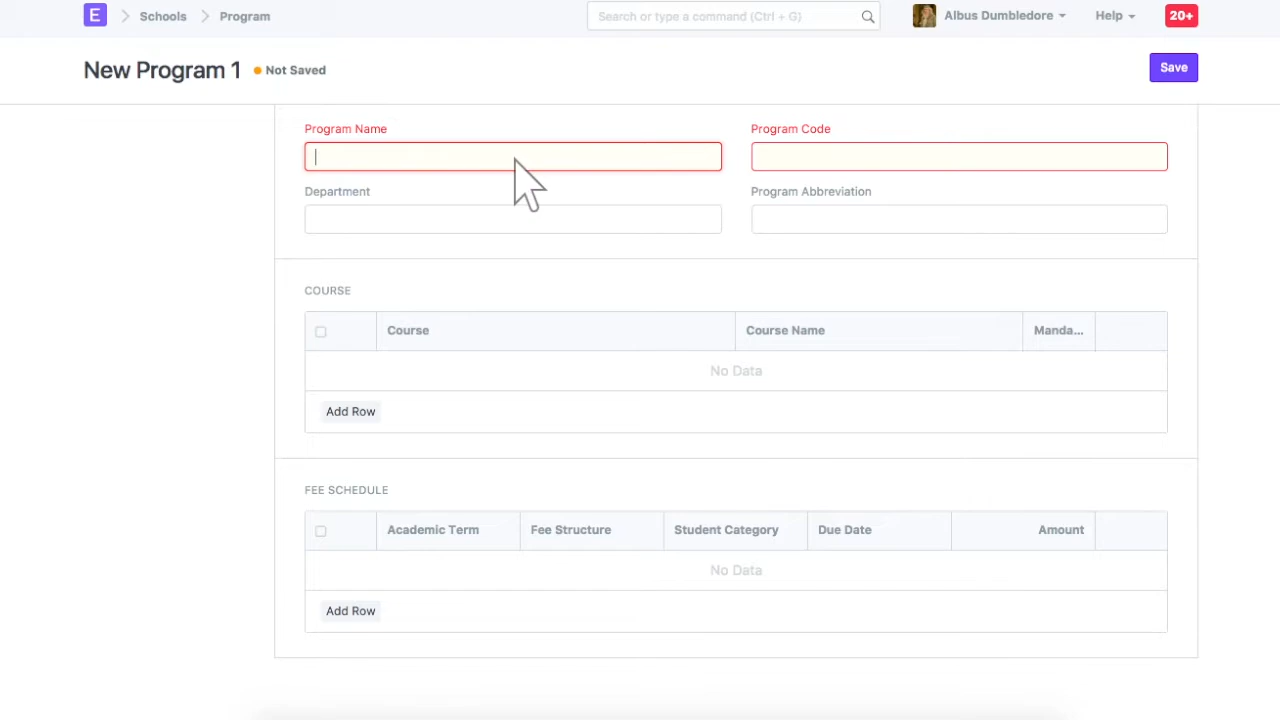 E Schools Program Search or type a command (Ctrl + G) Albus Dumbledore Help 20+
New Program 1 Not Saved Save
Program Name Program Code
Department Program Abbreviation
COURSE
Course Course Name Manda...
No Data
Add Row
FEE SCHEDULE
Academic Term Fee Structure Student Category Due Date Amount
No Data
Add Row